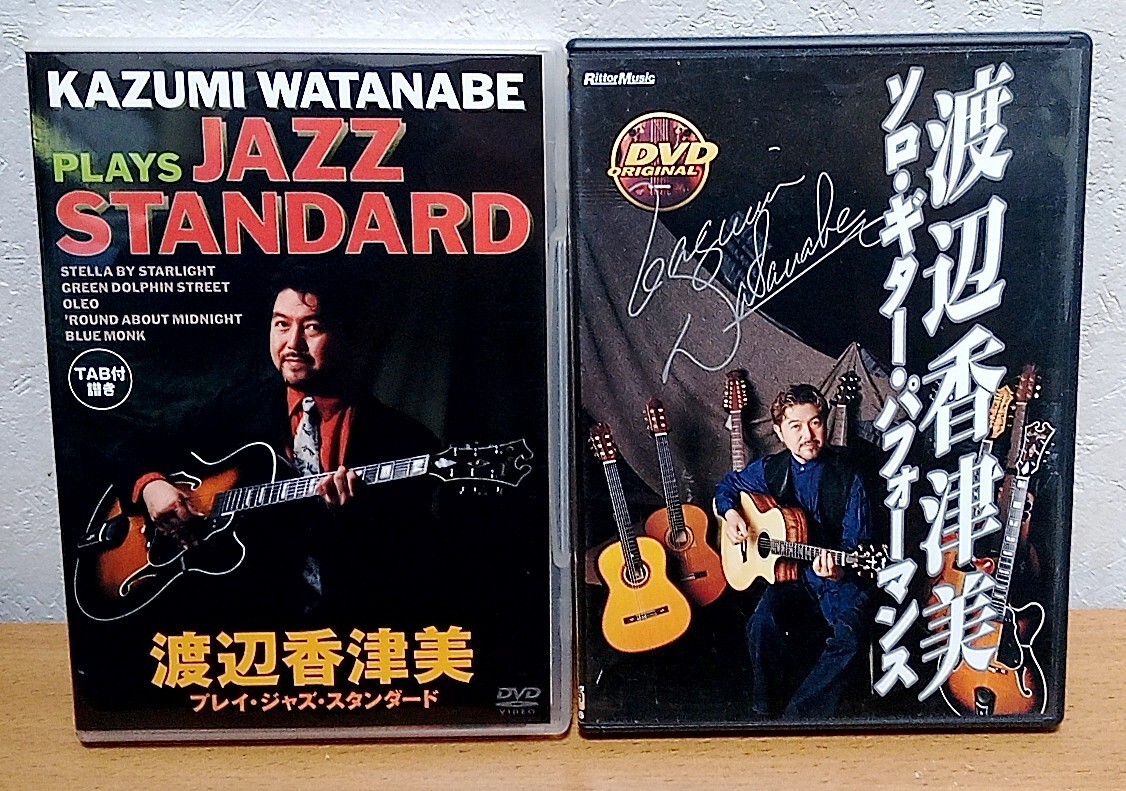 KAZUMI WATANABE
PLAYS JAZZ
STANDARD
STELLA BY STARLIGHT
GREEN DOLPHIN STREET
OLEO
'ROUND ABOUT MIDNIGHT
BLUE MONK
TAB付
譜き
渡辺香津美
プレイ・ジャズ・スタンダード
DVD
VIDEO
RittorMusic
DVD
ORIGINAL
Kazumi Watanabe
渡辺香津美
ソロ・ギター・パフォーマンス